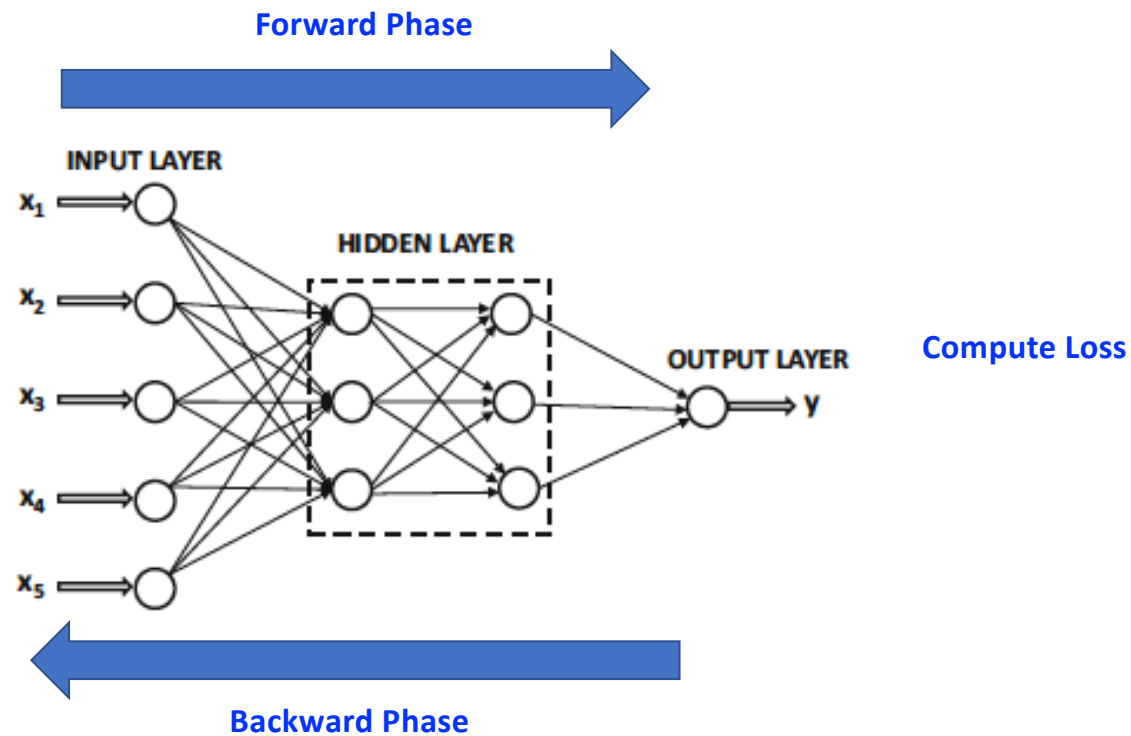 Forward Phase
INPUT LAYER
x₁
HIDDEN LAYER
x₂
OUTPUT LAYER
Compute Loss
x₃
y
x₄
x₅
Backward Phase